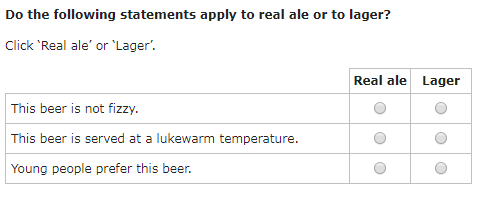 Do the following statements apply to real ale or to lager?
Click ‘Real ale’ or ‘Lager’.
Real ale Lager
This beer is not fizzy.
This beer is served at a lukewarm temperature.
Young people prefer this beer.